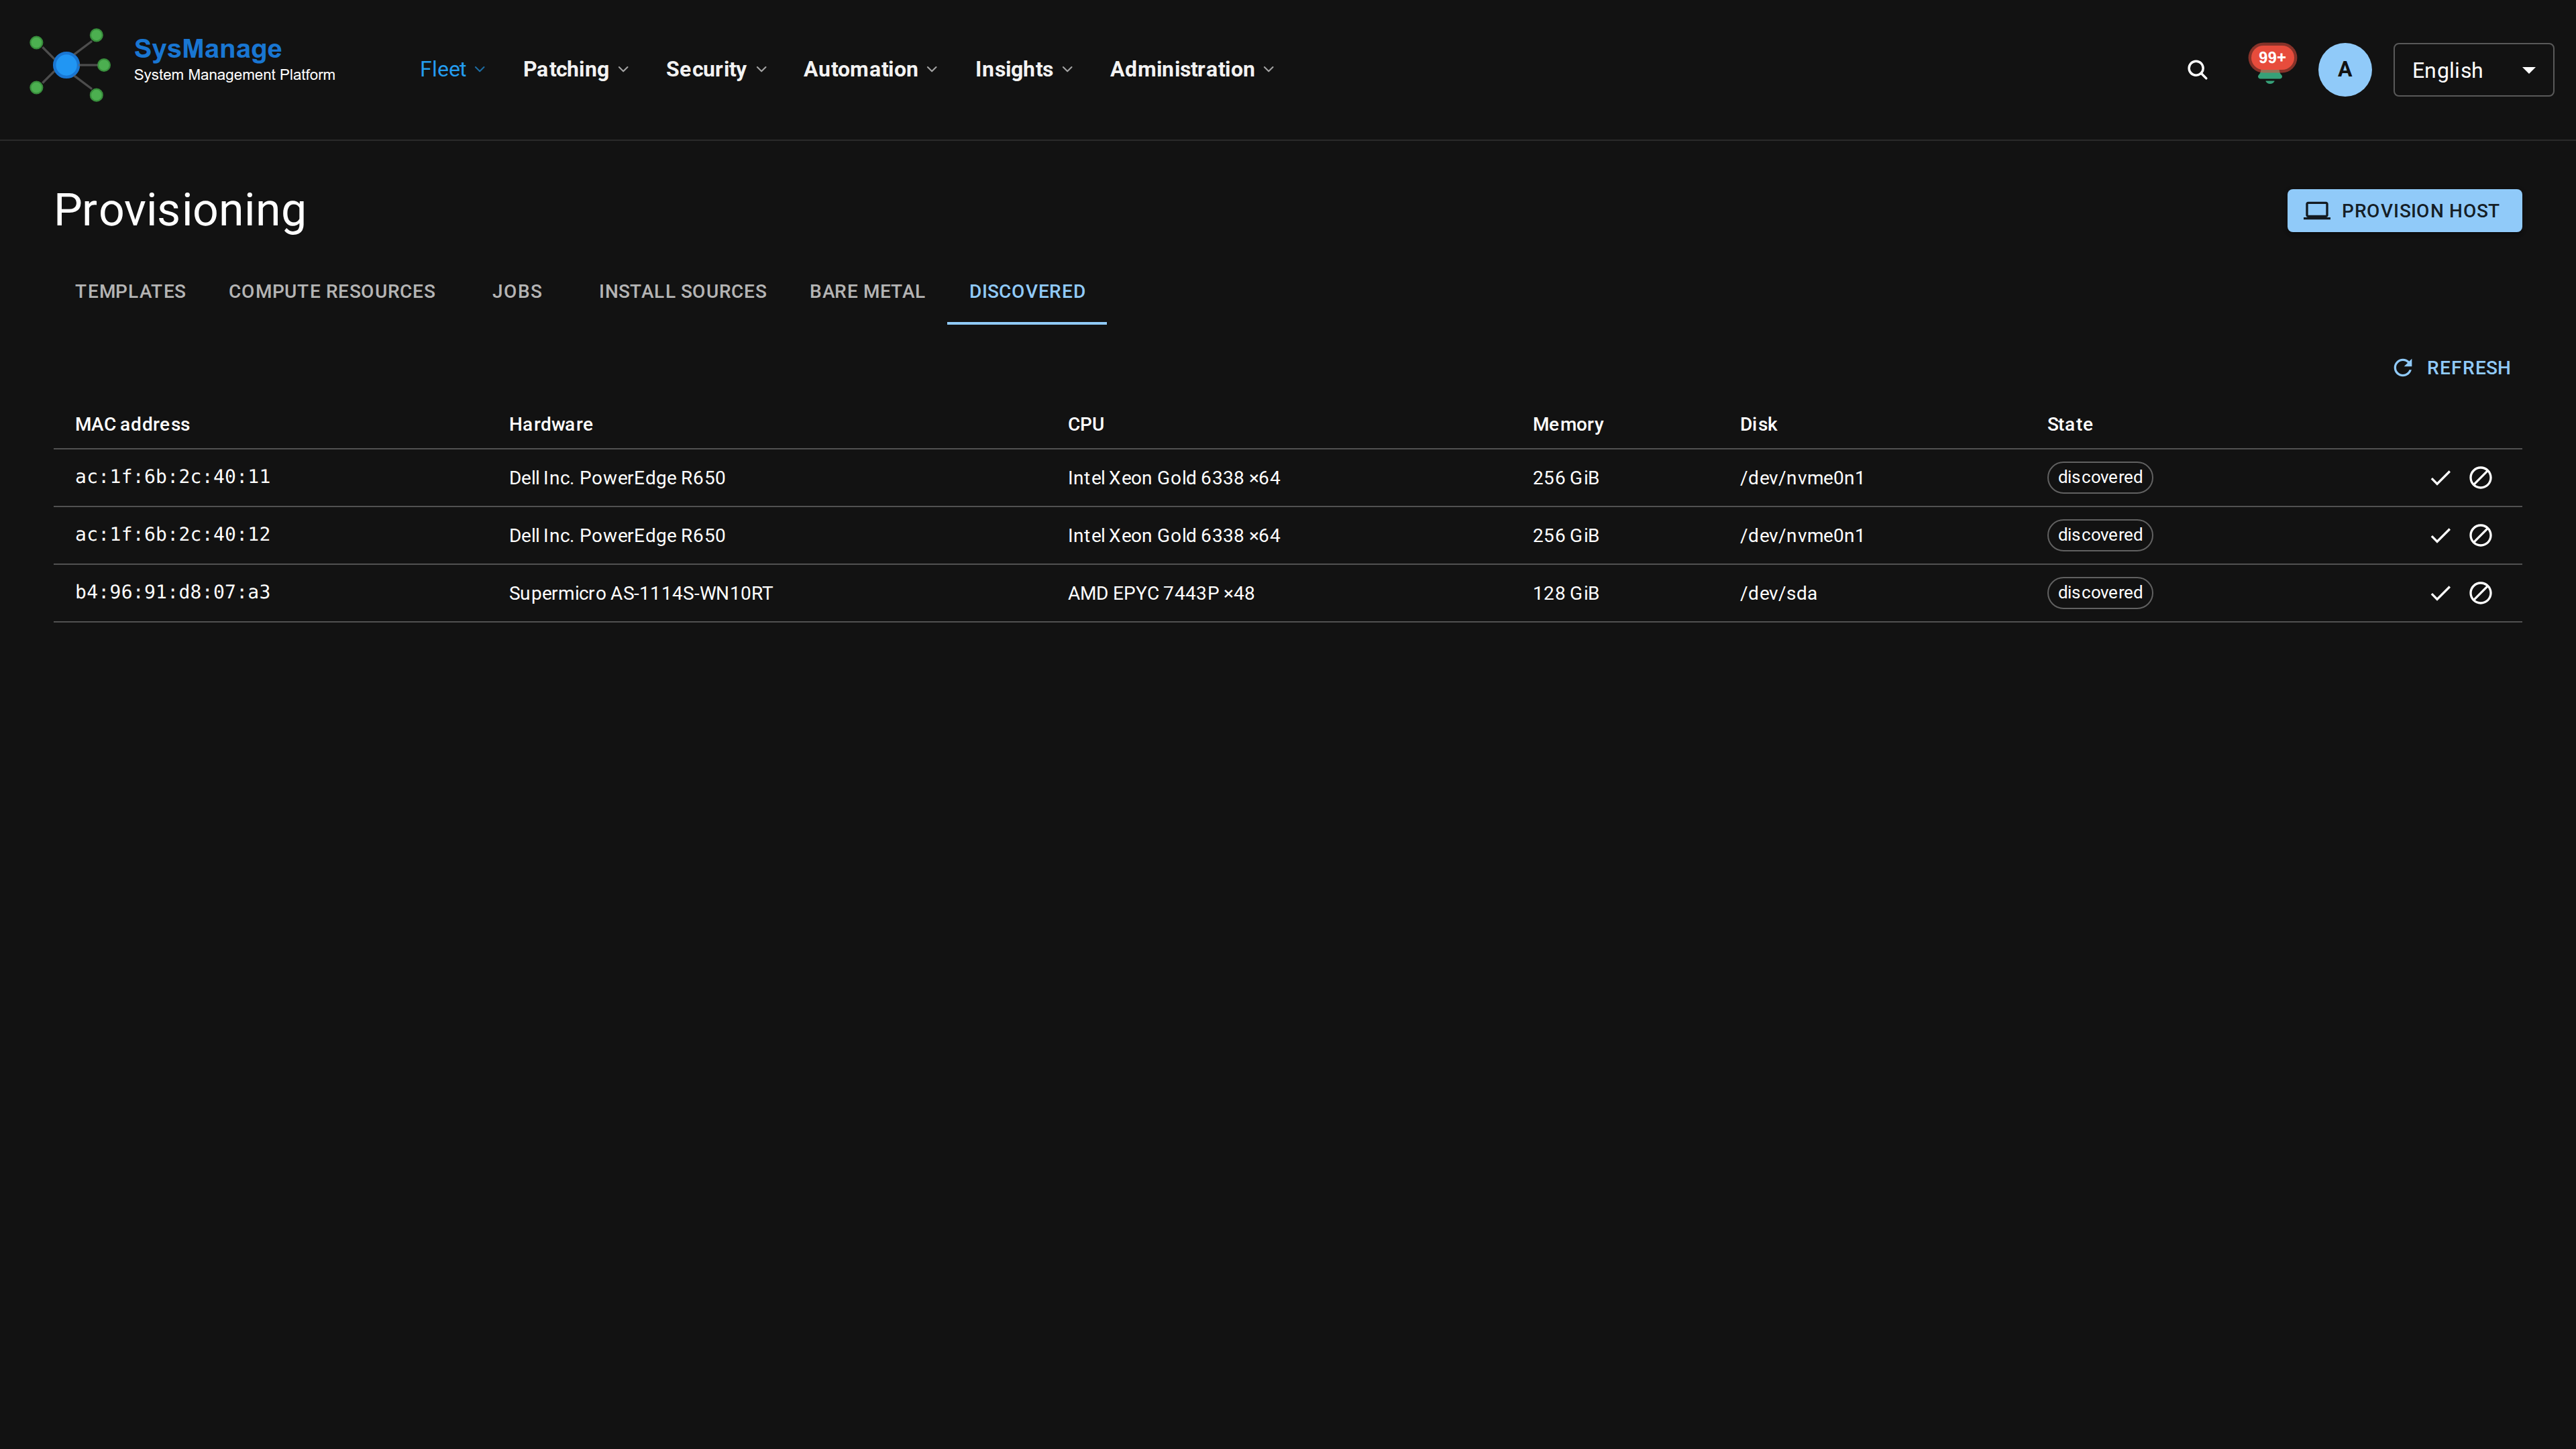 SysManage
System Management Platform
Fleet Patching Security Automation Insights Administration
99+
A
English
Provisioning
PROVISION HOST
TEMPLATES COMPUTE RESOURCES JOBS INSTALL SOURCES BARE METAL DISCOVERED
REFRESH
MAC address Hardware CPU Memory Disk State
ac:1f:6b:2c:40:11 Dell Inc. PowerEdge R650 Intel Xeon Gold 6338 ×64 256 GiB /dev/nvme0n1 discovered
ac:1f:6b:2c:40:12 Dell Inc. PowerEdge R650 Intel Xeon Gold 6338 ×64 256 GiB /dev/nvme0n1 discovered
b4:96:91:d8:07:a3 Supermicro AS-1114S-WN10RT AMD EPYC 7443P ×48 128 GiB /dev/sda discovered